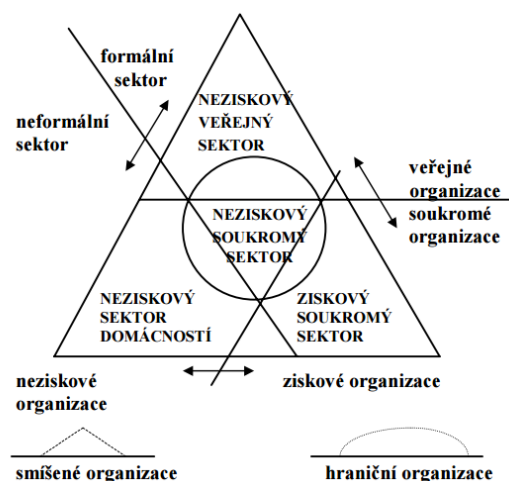 formální
sektor
neformální
sektor
NEZISKOVÝ
VEŘEJNÝ
SEKTOR
veřejné
organizace
soukromé
organizace
NEZISKOVÝ
SOUKROMÝ
SEKTOR
NEZISKOVÝ
SEKTOR
DOMÁCNOSTÍ
ZISKOVÝ
SOUKROMÝ
SEKTOR
neziskové
organizace
ziskové organizace
smíšené organizace
hraniční organizace